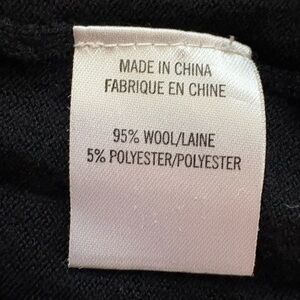 MADE IN CHINA
FABRIQUE EN CHINE
95% WOOL/LAINE
5% POLYESTER/POLYESTER